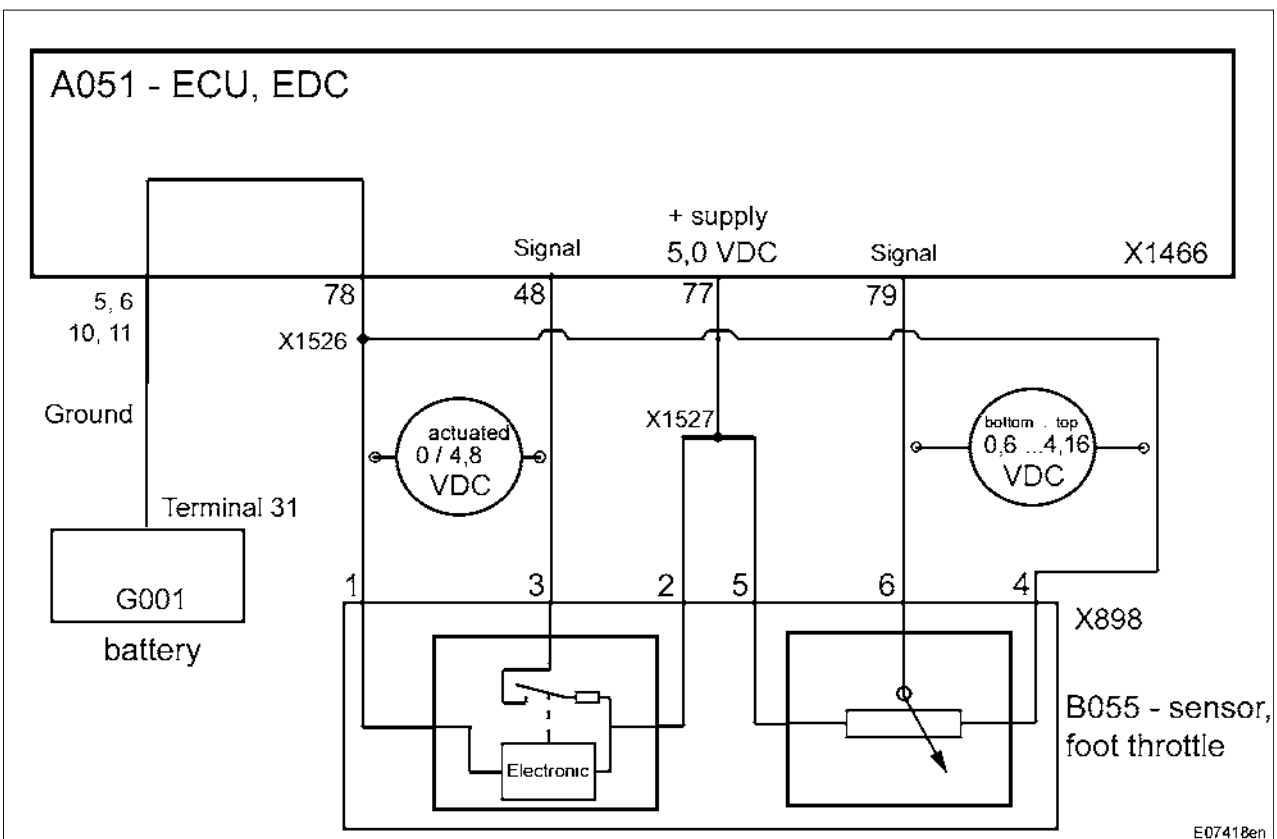 A051 - ECU, EDC
+ supply
Signal
5,0 VDC
Signal
X1466
5, 6
10, 11
78
48
77
79
X1526
Ground
X1527
actuated
0 / 4,8
VDC
bottom . top
0,6 ...4,16
VDC
Terminal 31
G001
battery
1
3
2
5
6
4
X898
Electronic
B055 - sensor,
foot throttle
E07418en